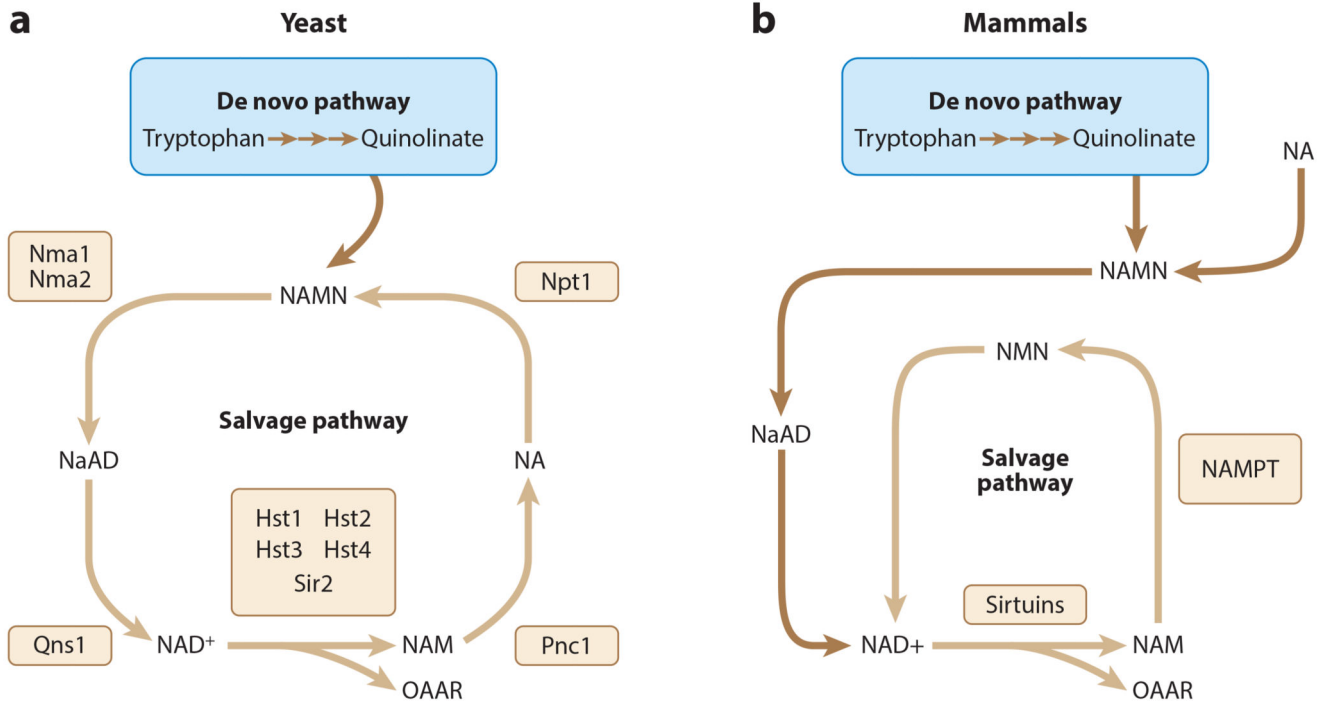 a
Yeast
De novo pathway
Tryptophan Quinolinate
Nma1
Nma2
NAMN
Npt1
Salvage pathway
NaAD
NA
Hst1 Hst2
Hst3 Hst4
Sir2
Qns1
NAD⁺
NAM
Pnc1
OAAR
b
Mammals
De novo pathway
Tryptophan Quinolinate
NA
NAMN
NMN
NaAD
Salvage
pathway
NAMPT
Sirtuins
NAD+
NAM
OAAR